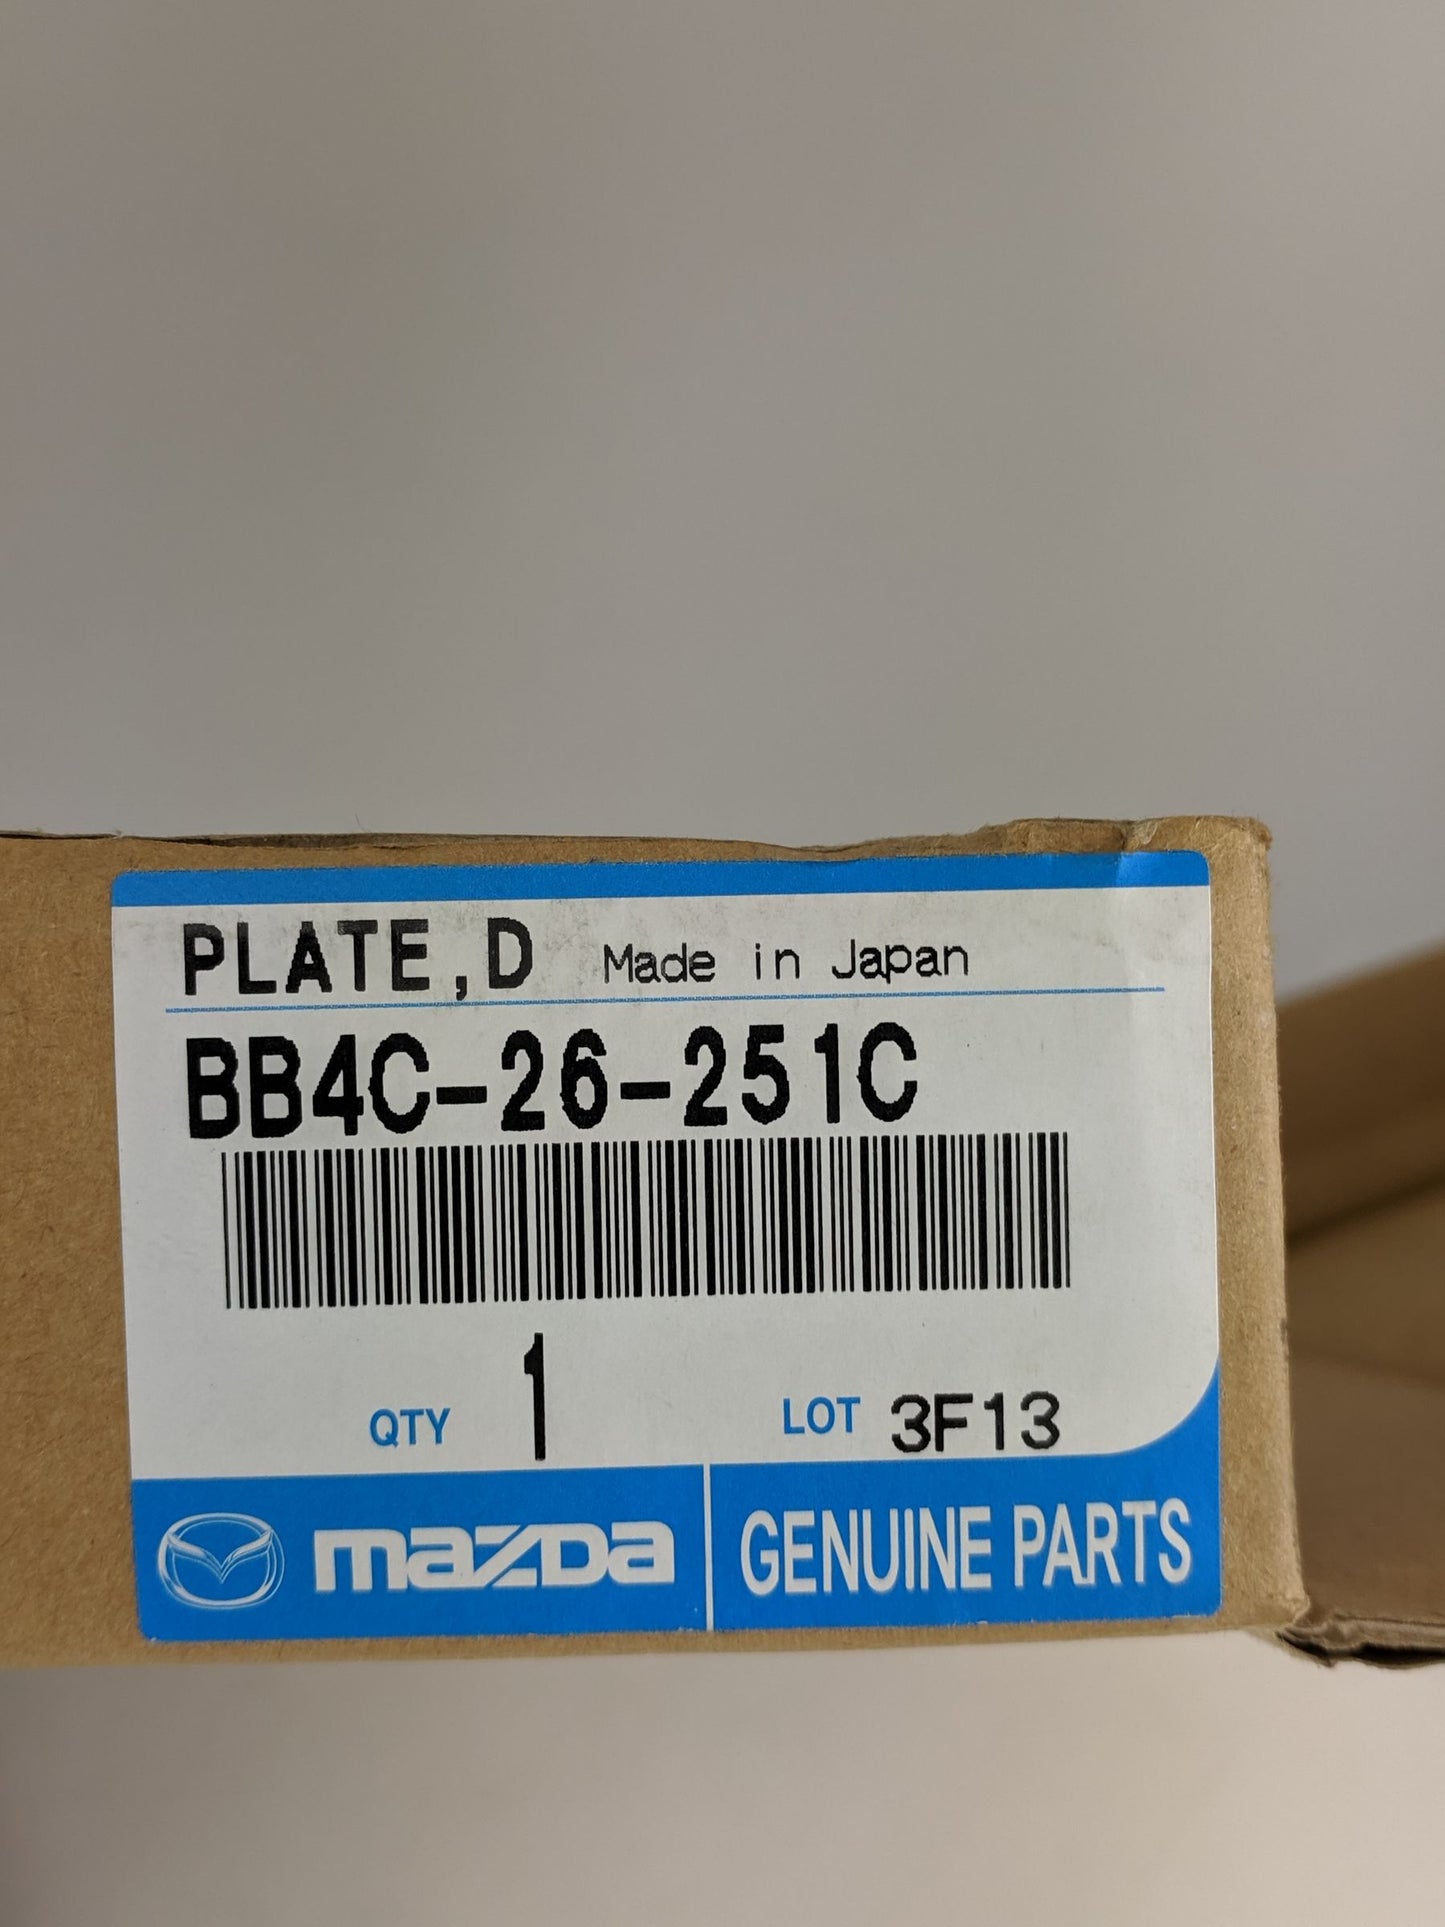 PLATE,D Made in Japan
BB4C-26-251C
QTY 1 LOT 3F13
mazda GENUINE PARTS